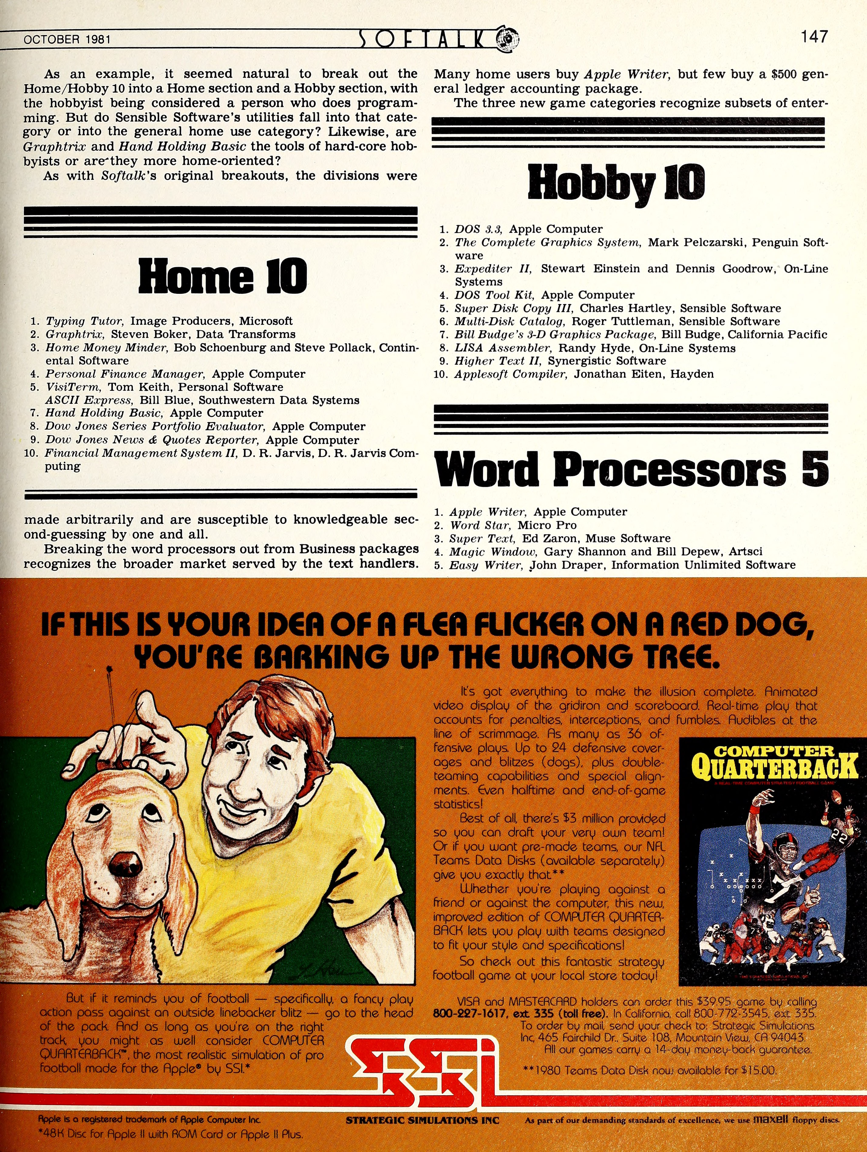 OCTOBER 1981
SOFTALK
147
As an example, it seemed natural to break out the
Home/Hobby 10 into a Home section and a Hobby section, with
the hobbyist being considered a person who does program-
ming. But do Sensible Software's utilities fall into that cate-
gory or into the general home use category? Likewise, are
Graphtrix and Hand Holding Basic the tools of hard-core hob-
byists or are they more home-oriented?
As with Softalk's original breakouts, the divisions were
Home 10
1. Typing Tutor, Image Producers, Microsoft
2. Graphtrix, Steven Boker, Data Transforms
3. Home Money Minder, Bob Schoenburg and Steve Pollack, Contin-
ental Software
4. Personal Finance Manager, Apple Computer
5. VisiTerm, Tom Keith, Personal Software
ASCII Express, Bill Blue, Southwestern Data Systems
7. Hand Holding Basic, Apple Computer
8. Dow Jones Series Portfolio Evaluator, Apple Computer
9. Dow Jones News & Quotes Reporter, Apple Computer
10. Financial Management System II, D. R. Jarvis, D. R. Jarvis Com-
puting
made arbitrarily and are susceptible to knowledgeable sec-
ond-guessing by one and all.
Breaking the word processors out from Business packages
recognizes the broader market served by the text handlers.
Many home users buy Apple Writer, but few buy a $500 gen-
eral ledger accounting package.
The three new game categories recognize subsets of enter-
Hobby 10
1. DOS 3.3, Apple Computer
2. The Complete Graphics System, Mark Pelczarski, Penguin Soft-
ware
3. Expediter II, Stewart Einstein and Dennis Goodrow, On-Line
Systems
4. DOS Tool Kit, Apple Computer
5. Super Disk Copy III, Charles Hartley, Sensible Software
6. Multi-Disk Catalog, Roger Tuttleman, Sensible Software
7. Bill Budge's 3-D Graphics Package, Bill Budge, California Pacific
8. LISA Assembler, Randy Hyde, On-Line Systems
9. Higher Text II, Synergistic Software
10. Applesoft Compiler, Jonathan Eiten, Hayden
Word Processors 5
1. Apple Writer, Apple Computer
2. Word Star, Micro Pro
3. Super Text, Ed Zaron, Muse Software
4. Magic Window, Gary Shannon and Bill Depew, Artsci
5. Easy Writer, John Draper, Information Unlimited Software
IF THIS IS YOUR IDEA OF A FLEA FLICKER ON A RED DOG,
YOU'RE BARKING UP THE WRONG TREE.
But if it reminds you of football — specifically, a fancy play
action pass against an outside linebacker blitz — go to the head
of the pack. And as long as you're on the right
track, you might as well consider COMPUTER
QUARTERBACK™, the most realistic simulation of pro
football made for the Apple® by SSI.*
It's got everything to make the illusion complete. Animated
video display of the gridiron and scoreboard. Real-time play that
accounts for penalties, interceptions, and fumbles. Audibles at the
line of scrimmage. As many as 36 of-
fensive plays. Up to 24 defensive cover-
ages and blitzes (dogs), plus double-
teaming capabilities and special align-
ments. Even halftime and end-of-game
statistics!
Best of all, there's $3 million provided
so you can draft your very own team!
Or if you want pre-made teams, our NFL
Teams Data Disks (available separately)
give you exactly that.**
Whether you're playing against a
friend or against the computer, this new,
improved edition of COMPUTER QUARTER-
BACK lets you play with teams designed
to fit your style and specifications!
So check out this fantastic strategy
football game at your local store today!
COMPUTER
QUARTERBACK
22
VISA and MASTERCARD holders can order this $39.95 game by calling
800-227-1617, ext. 335 (toll free). In California, call 800-772-3545, ext. 335.
To order by mail, send your check to: Strategic Simulations
Inc, 465 Fairchild Dr., Suite 108, Mountain View, CA 94043.
All our games carry a 14-day money-back guarantee.
**1980 Teams Data Disk now available for $15.00.
SSI
STRATEGIC SIMULATIONS INC
Apple is a registered trademark of Apple Computer Inc.
*48K Disc for Apple II with ROM Card or Apple II Plus.
As part of our demanding standards of excellence, we use maxell floppy discs.